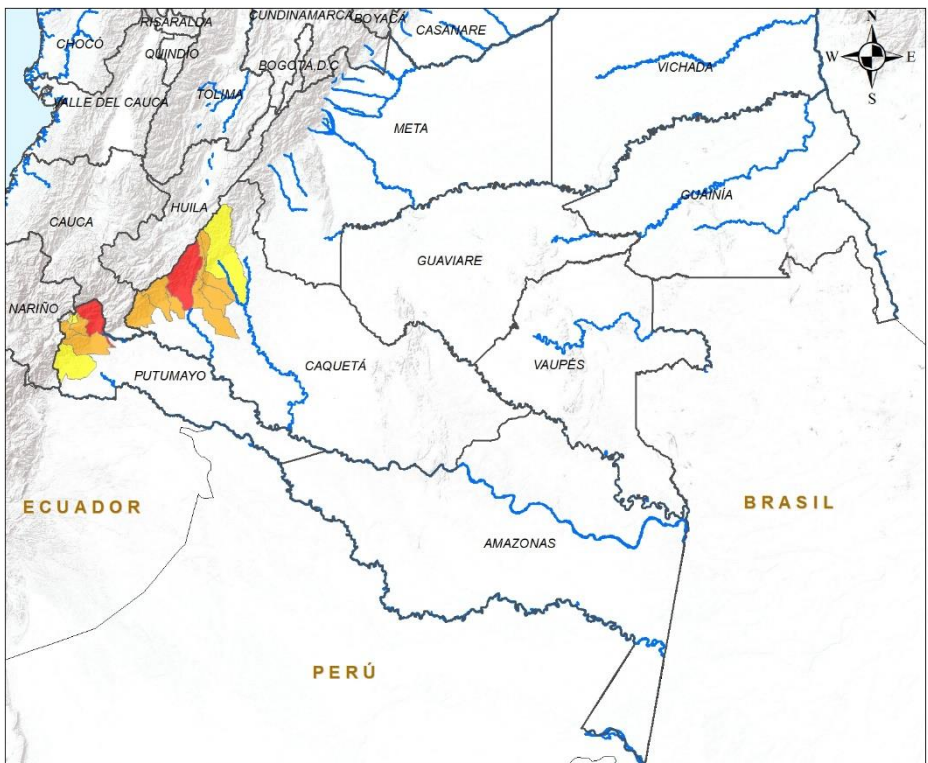 RISARALDA
CUNDINAMARCA
BOYACÁ
CASANARE
N
W
E
S
CHOCÓ
QUINDIO
BOGOTÁ D.C
VICHADA
VALLE DEL CAUCA
TOLIMA
META
HUILA
GUAINÍA
CAUCA
GUAVIARE
NARIÑO
CAQUETÁ
VAUPÉS
PUTUMAYO
ECUADOR
BRASIL
AMAZONAS
PERÚ